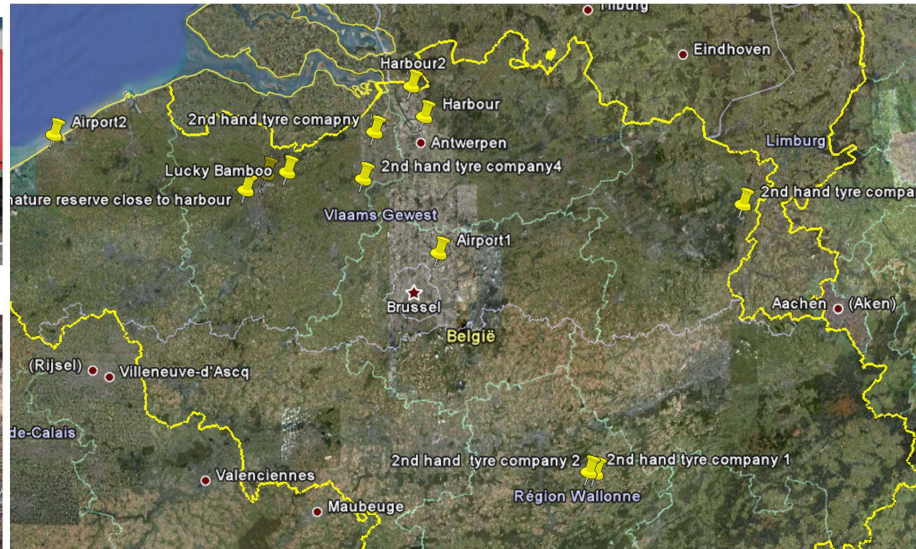 Tilburg
Eindhoven
Harbour2
Harbour
Airport2
2nd hand tyre comapny
Antwerpen
Limburg
Lucky Bamboo
2nd hand tyre company4
nature reserve close to harbour
2nd hand tyre compa
Vlaams Gewest
Airport1
Brussel
Aachen (Aken)
België
(Rijsel) Villeneuve-d'Ascq
de-Calais
2nd hand tyre company 2
2nd hand tyre company 1
Valenciennes
Région Wallonne
Maubeuge